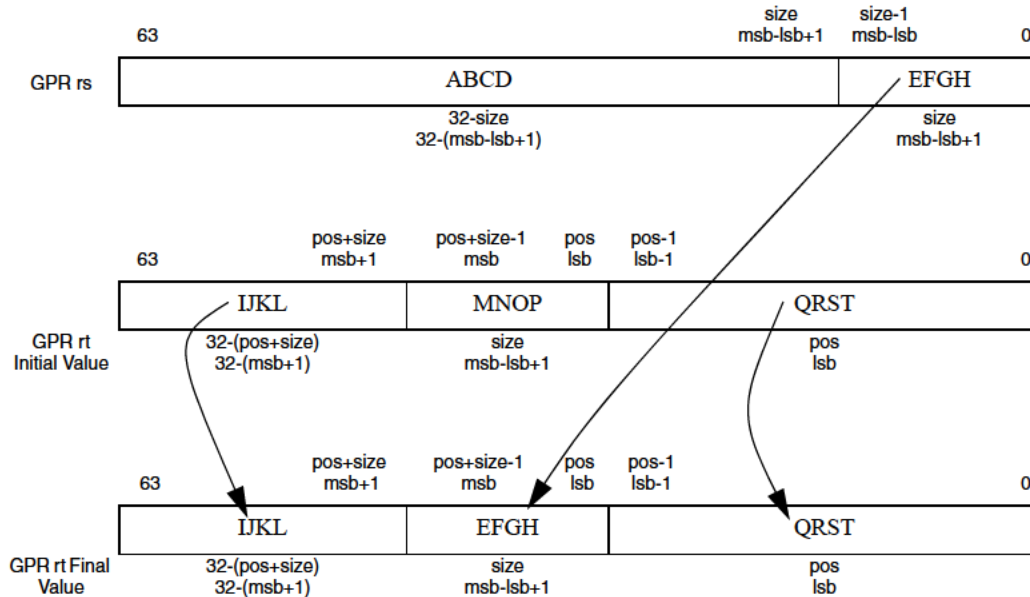 size size-1
63 msb-lsb+1 msb-lsb 0
GPR rs ABCD EFGH
32-size size
32-(msb-lsb+1) msb-lsb+1
pos+size pos+size-1 pos pos-1
63 msb+1 msb lsb lsb-1 0
IJKL MNOP QRST
GPR rt 32-(pos+size) size pos
Initial Value 32-(msb+1) msb-lsb+1 lsb
pos+size pos+size-1 pos pos-1
63 msb+1 msb lsb lsb-1 0
IJKL EFGH QRST
GPR rt Final 32-(pos+size) size pos
Value 32-(msb+1) msb-lsb+1 lsb